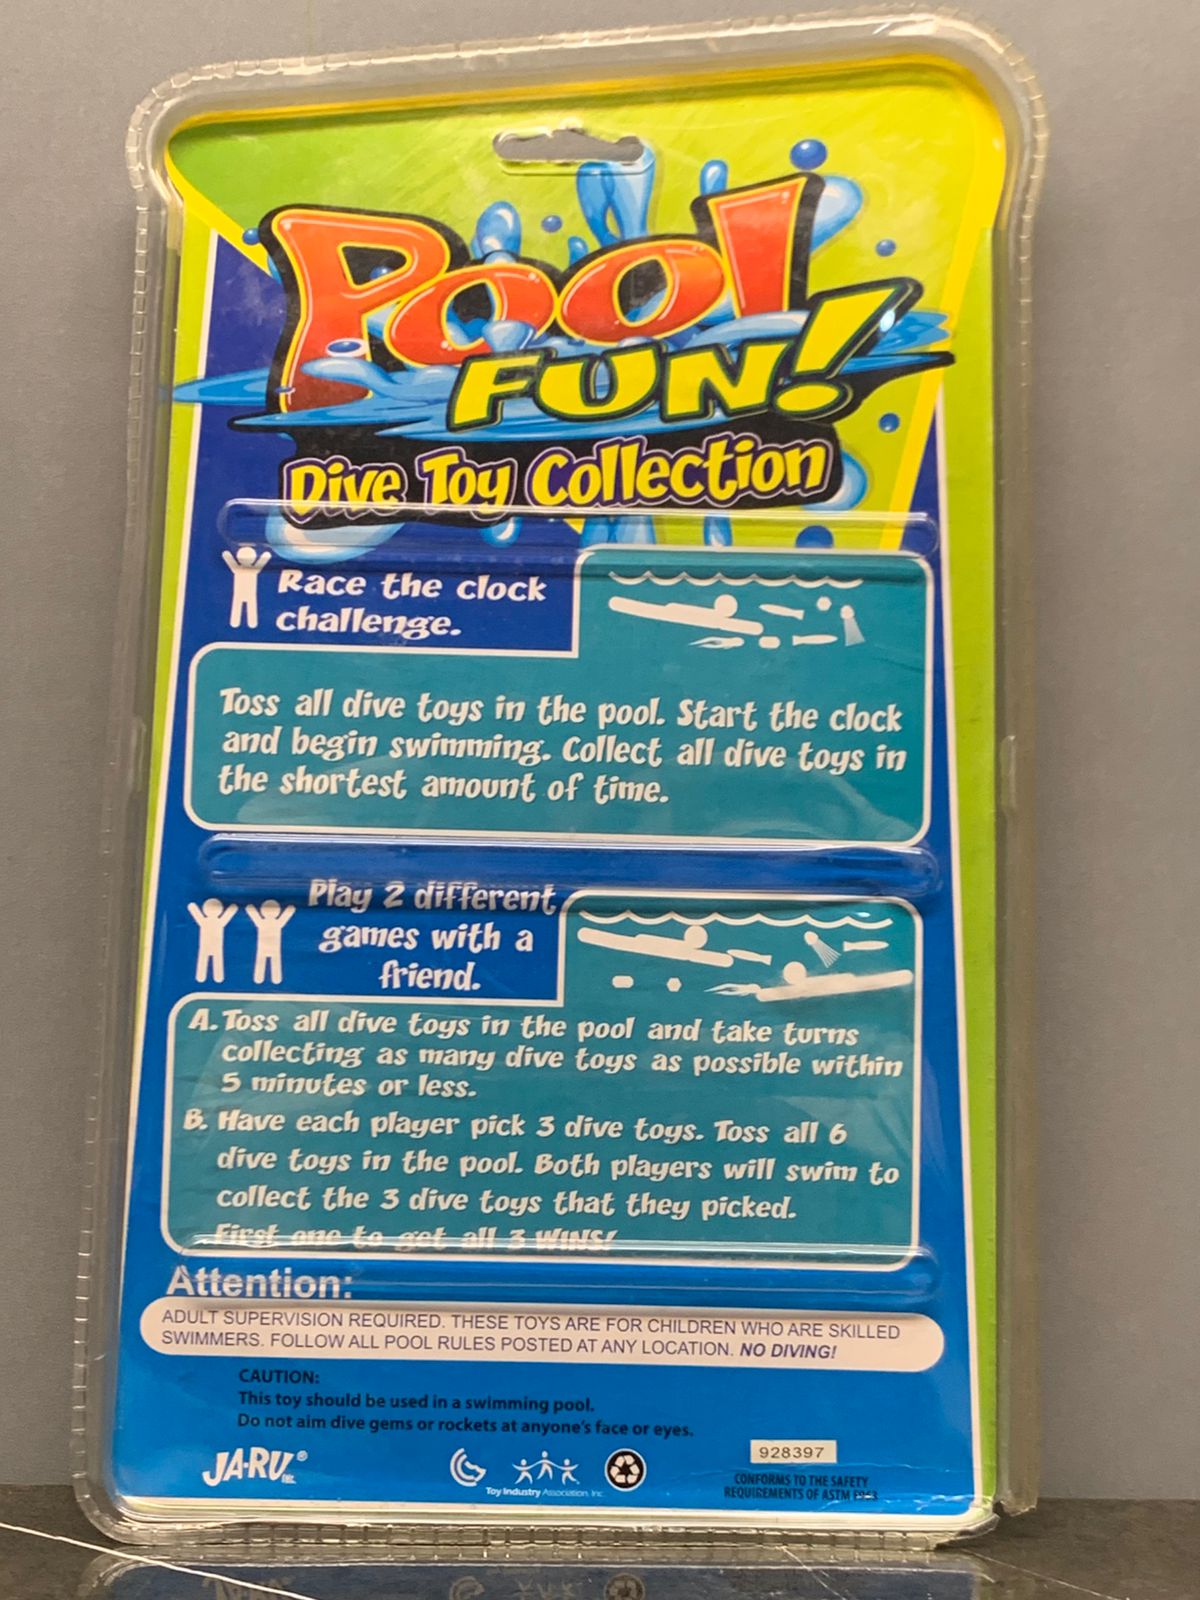 Pool
FUN!
Dive Toy Collection
Race the clock
challenge.
Toss all dive toys in the pool. Start the clock
and begin swimming. Collect all dive toys in
the shortest amount of time.
Play 2 different
games with a
friend.
A. Toss all dive toys in the pool and take turns
collecting as many dive toys as possible within
5 minutes or less.
B. Have each player pick 3 dive toys. Toss all 6
dive toys in the pool. Both players will swim to
collect the 3 dive toys that they picked.
First one to get all 3 WINS!
Attention:
ADULT SUPERVISION REQUIRED. THESE TOYS ARE FOR CHILDREN WHO ARE SKILLED
SWIMMERS. FOLLOW ALL POOL RULES POSTED AT ANY LOCATION. NO DIVING!
CAUTION:
This toy should be used in a swimming pool.
Do not aim dive gems or rockets at anyone's face or eyes.
JA-RU® Inc.
Toy Industry Association, Inc.
928397
CONFORMS TO THE SAFETY
REQUIREMENTS OF ASTM F963